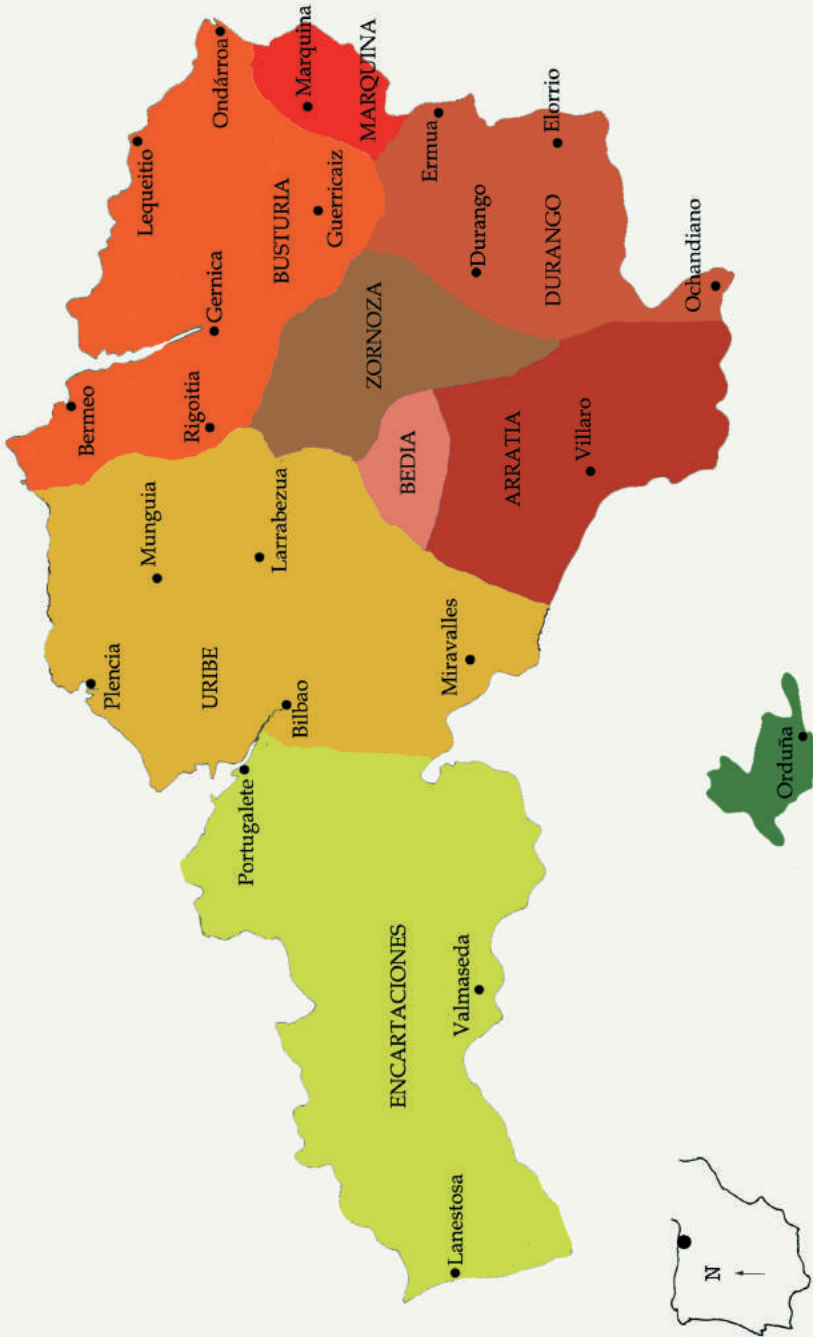 Bermeo
Lequeitio
Ondárroa
Plencia
Munguia
Rigoitia
Gernica
Marquina
MARQUINA
BUSTURIA
Guerricaiz
URIBE
Larrabezua
Portugalete
Bilbao
ZORNOZA
Ermua
BEDIA
Durango
Elorrio
ENCARTACIONES
Miravalles
ARRATIA
DURANGO
Valmaseda
Villaro
Lanestosa
Ochandiano
Orduña
N